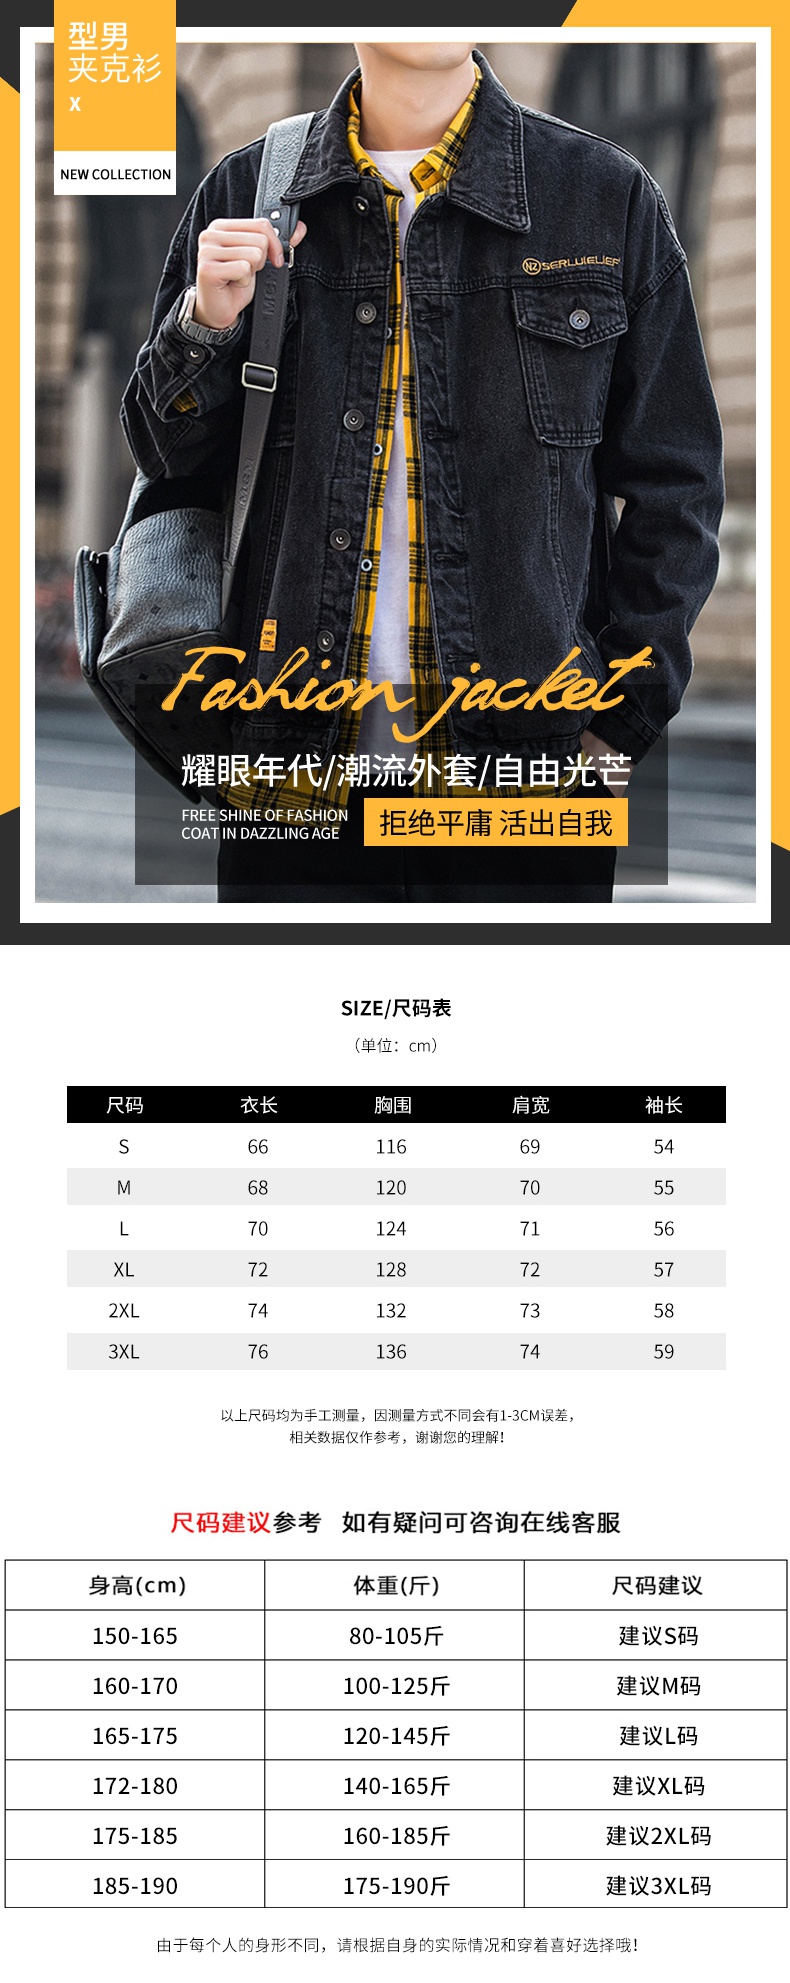 型男
夹克衫
X
NEW COLLECTION
NZ SERLUIEIJEF
MGM
MGM
Fashion jacket
耀眼年代/潮流外套/自由光芒
FREE SHINE OF FASHION
COAT IN DAZZLING AGE
拒绝平庸 活出自我
SIZE/尺码表
（单位：cm）
尺码 衣长 胸围 肩宽 袖长
S 66 116 69 54
M 68 120 70 55
L 70 124 71 56
XL 72 128 72 57
2XL 74 132 73 58
3XL 76 136 74 59
以上尺码均为手工测量，因测量方式不同会有1-3CM误差，
相关数据仅作参考，谢谢您的理解！
尺码建议参考 如有疑问可咨询在线客服
身高(cm) 体重(斤) 尺码建议
150-165 80-105斤 建议S码
160-170 100-125斤 建议M码
165-175 120-145斤 建议L码
172-180 140-165斤 建议XL码
175-185 160-185斤 建议2XL码
185-190 175-190斤 建议3XL码
由于每个人的身形不同，请根据自身的实际情况和穿着喜好选择哦！